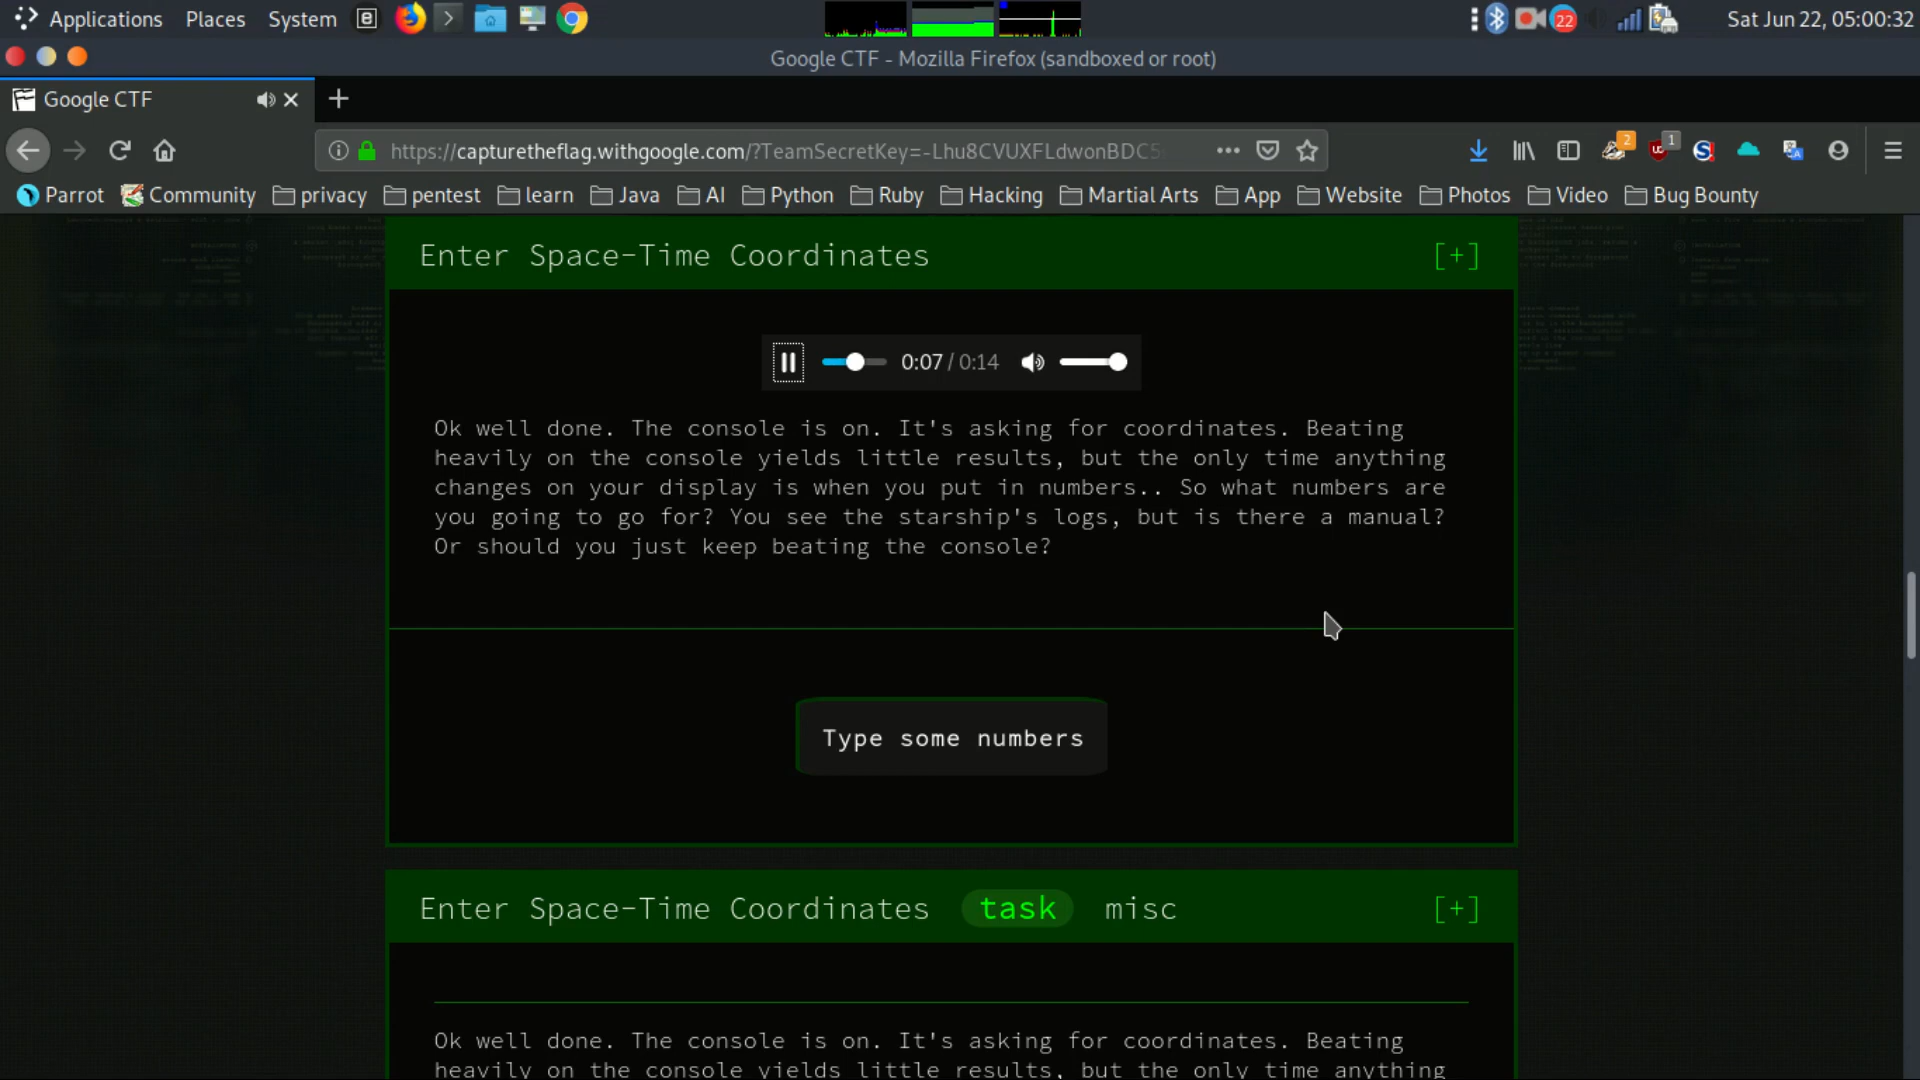 Applications Places System
22
Sat Jun 22, 05:00:32
Google CTF - Mozilla Firefox (sandboxed or root)
Google CTF
https://capturetheflag.withgoogle.com/?TeamSecretKey=-Lhu8CVUXFLdwonBDC5
2
1
Parrot Community privacy pentest learn Java AI Python Ruby Hacking Martial Arts App Website Photos Video Bug Bounty
Enter Space-Time Coordinates [+]
0:07 / 0:14
Ok well done. The console is on. It's asking for coordinates. Beating
heavily on the console yields little results, but the only time anything
changes on your display is when you put in numbers.. So what numbers are
you going to go for? You see the starship's logs, but is there a manual?
Or should you just keep beating the console?
Type some numbers
Enter Space-Time Coordinates task misc [+]
Ok well done. The console is on. It's asking for coordinates. Beating
heavily on the console yields little results, but the only time anything